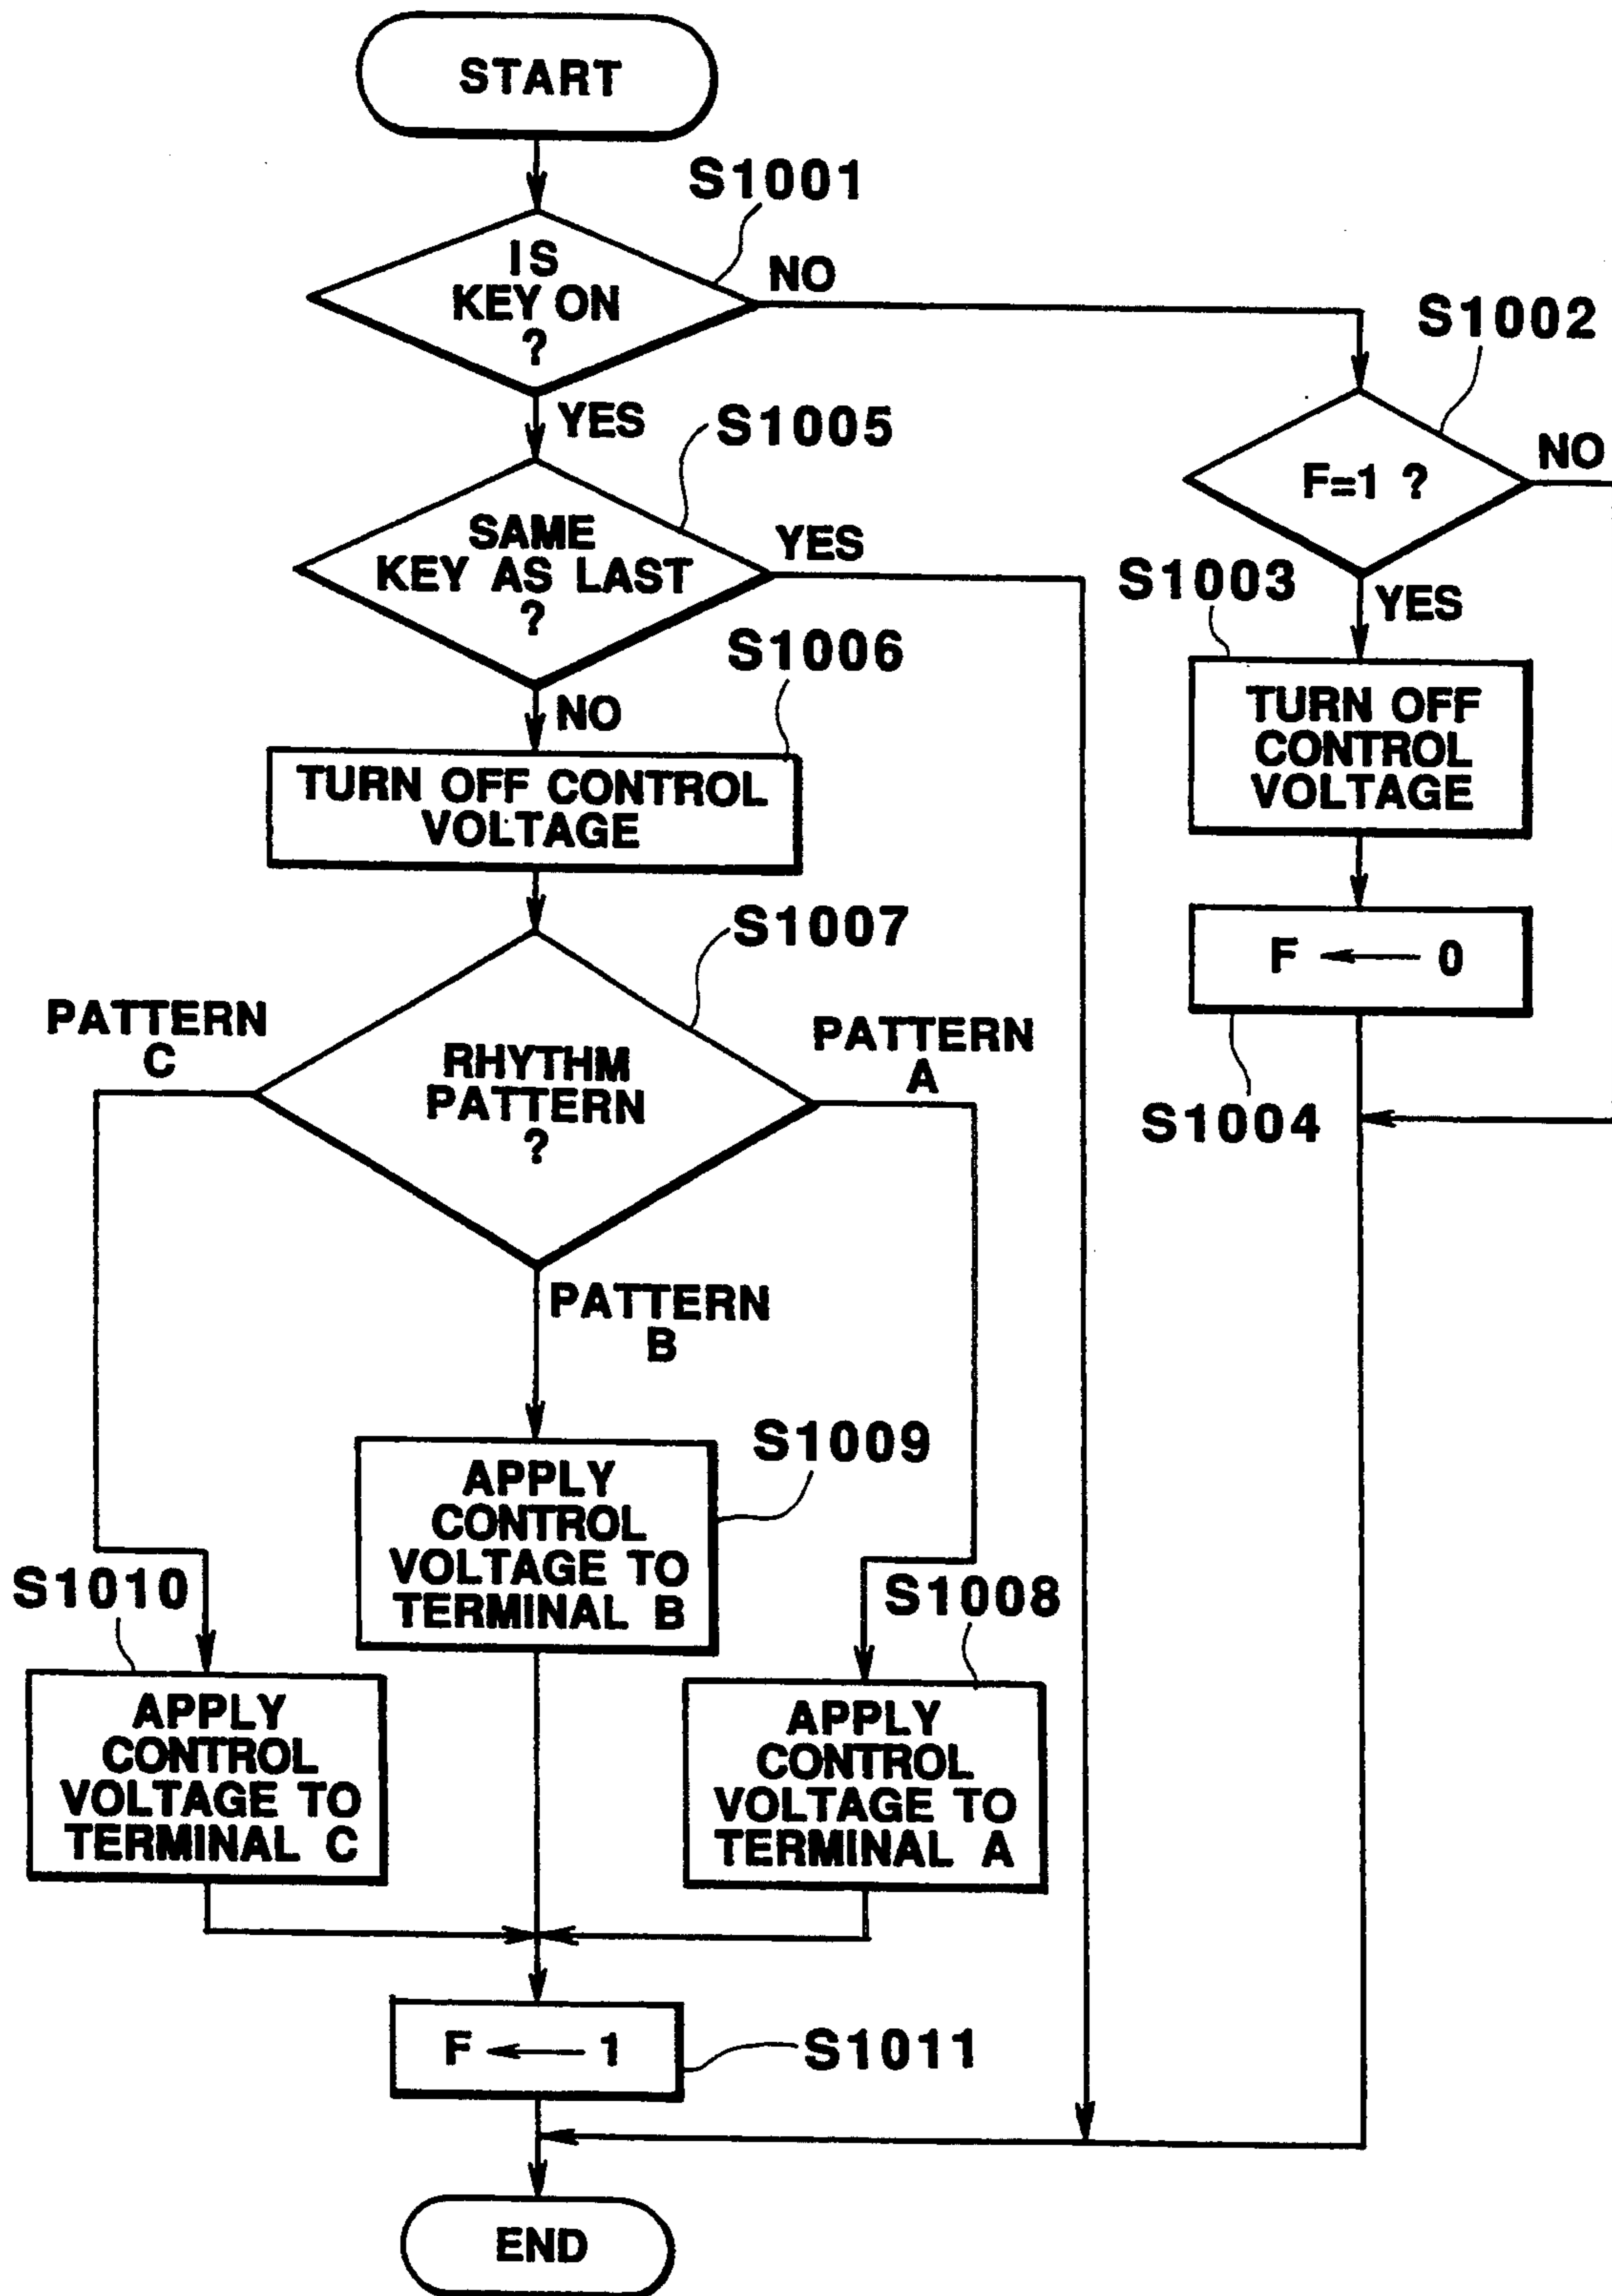 START
S1001
IS
KEY ON
?
NO
S1002
YES
S1005
F=1 ?
NO
SAME
KEY AS LAST
?
YES
S1003
YES
S1006
NO
TURN OFF
CONTROL
VOLTAGE
TURN OFF CONTROL
VOLTAGE
S1007
F ← 0
PATTERN
C
PATTERN
A
RHYTHM
PATTERN
?
S1004
PATTERN
B
S1009
APPLY
CONTROL
VOLTAGE TO
TERMINAL B
S1010
S1008
APPLY
CONTROL
VOLTAGE TO
TERMINAL C
APPLY
CONTROL
VOLTAGE TO
TERMINAL A
F ← 1
S1011
END